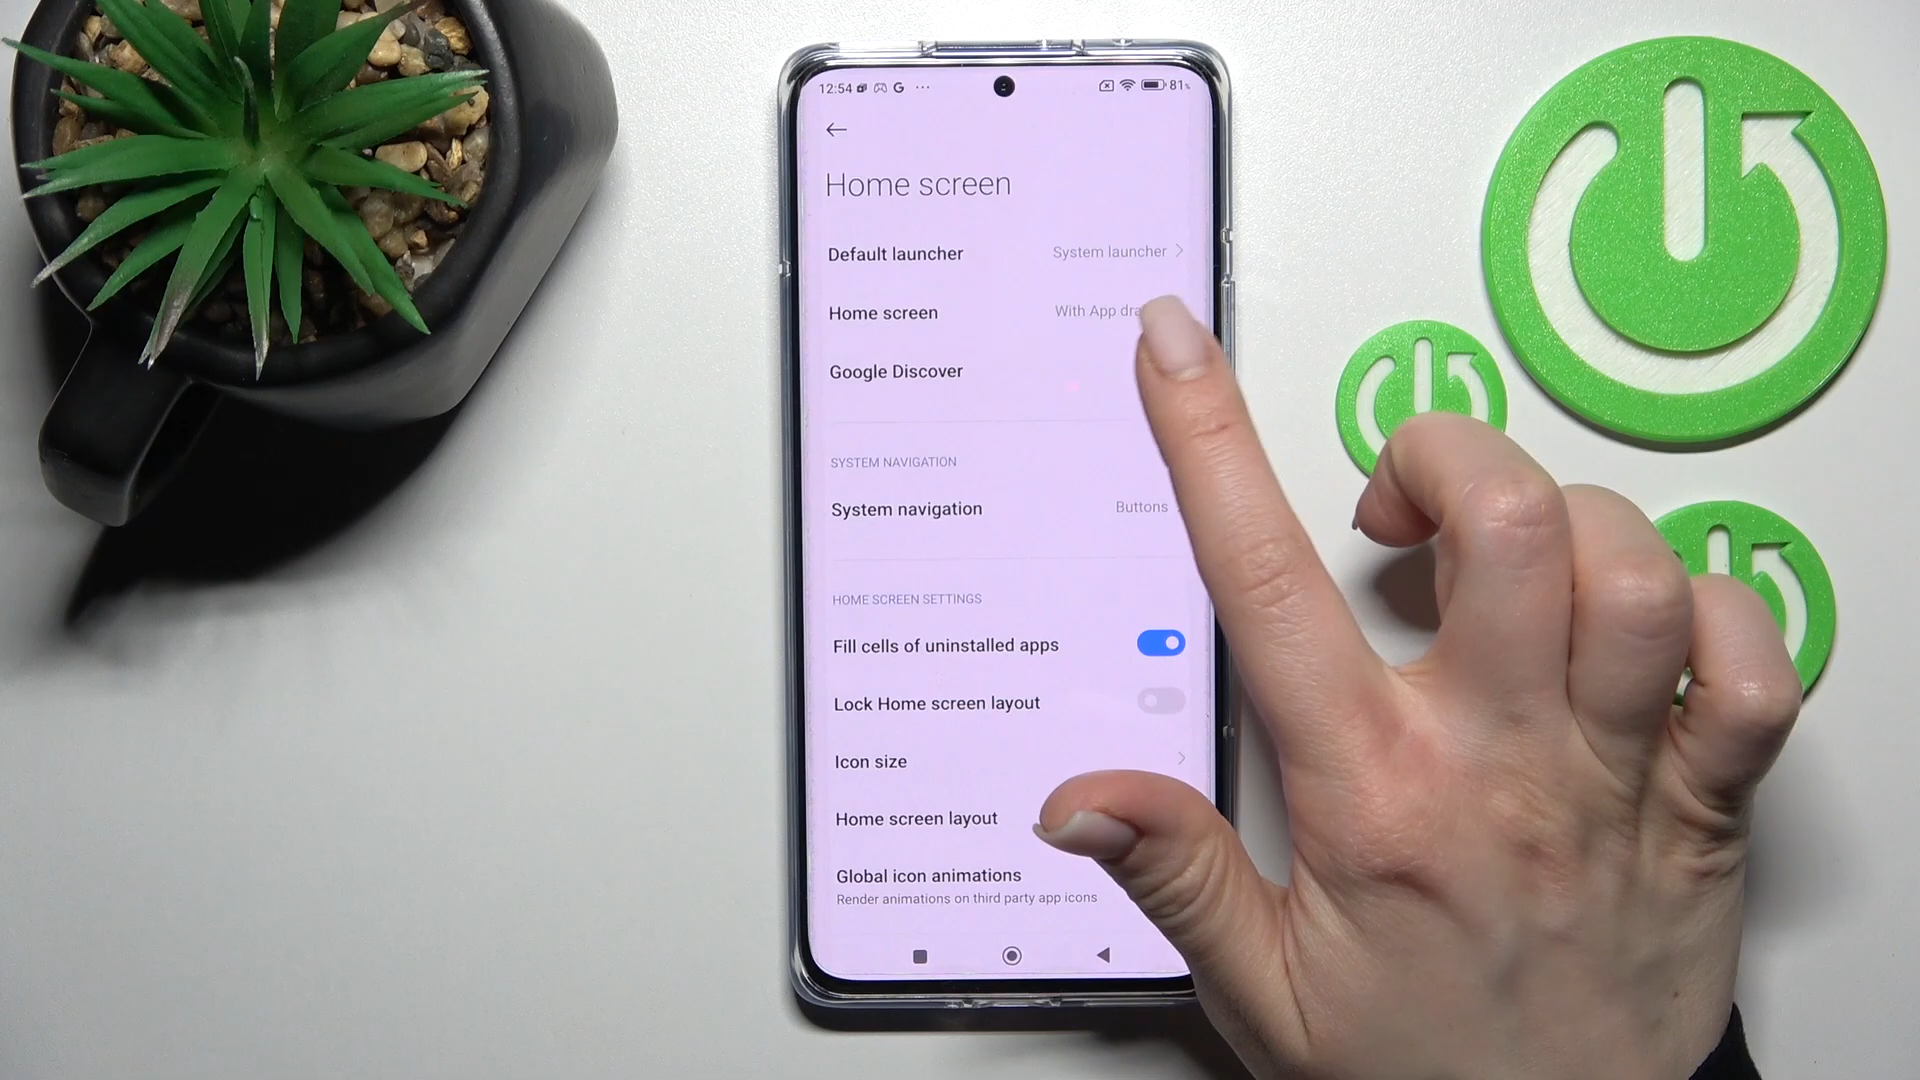 12:54 G ... 81%
Home screen
Default launcher System launcher
Home screen With App
Google Discover
SYSTEM NAVIGATION
System navigation Buttons
HOME SCREEN SETTINGS
Fill cells of uninstalled apps
Lock Home screen layout
Icon size
Home screen layout
Global icon animations
Render animations on third party app icons